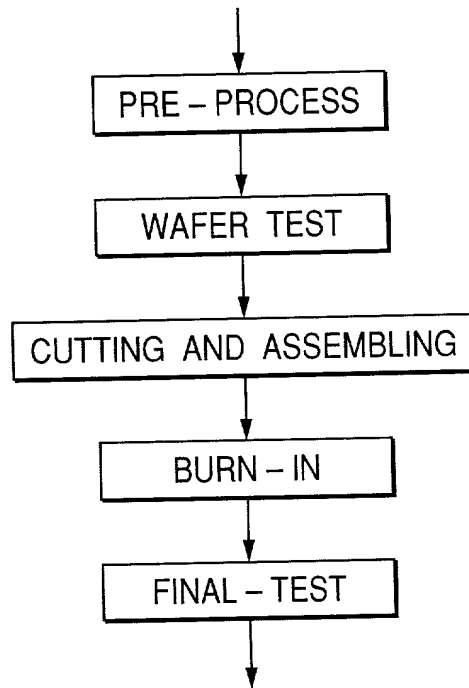 PRE – PROCESS
WAFER TEST
CUTTING AND ASSEMBLING
BURN – IN
FINAL – TEST